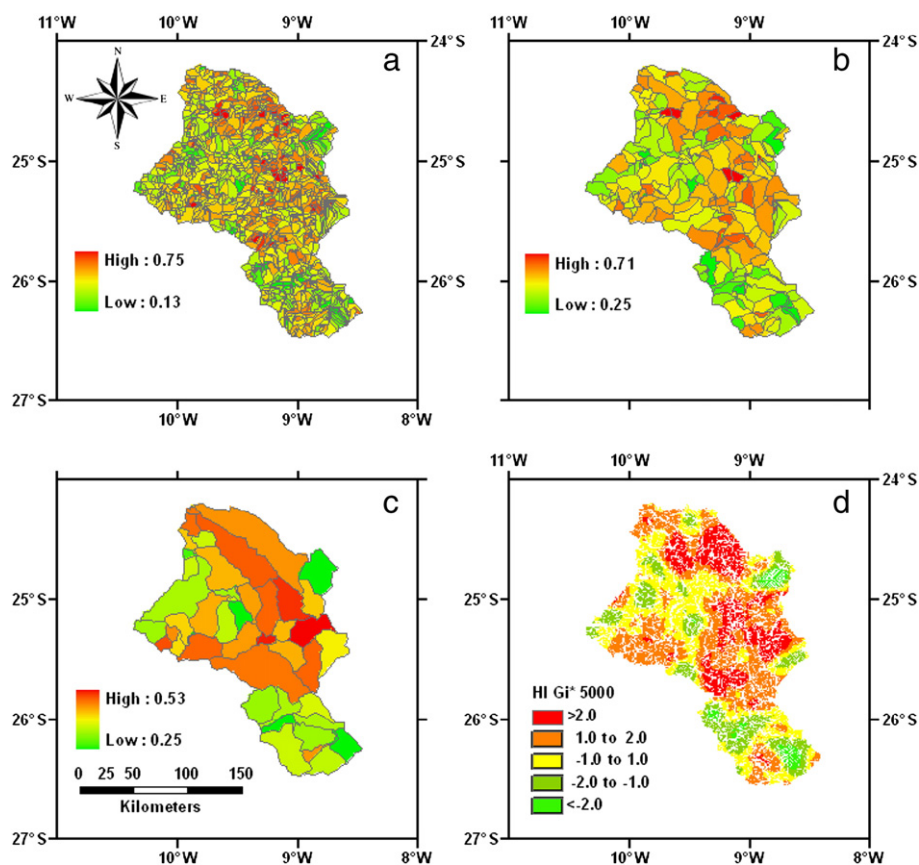 11°W 10°W 9°W 24°S 11°W 10°W 9°W 24°S
a
b
N
W E
S
25°S 25°S
High : 0.75
Low : 0.13
High : 0.71
Low : 0.25
26°S 26°S
27°S 27°S
11°W 10°W 9°W 8°W
10°W 9°W 8°W
10°W 9°W
11°W 10°W 9°W 24°S
c
d
25°S 25°S
High : 0.53
Low : 0.25
HI Gi* 5000
>2.0
1.0 to 2.0
-1.0 to 1.0
-2.0 to -1.0
<-2.0
26°S 26°S
0 25 50 100 150
Kilometers
27°S 27°S
10°W 9°W 8°W